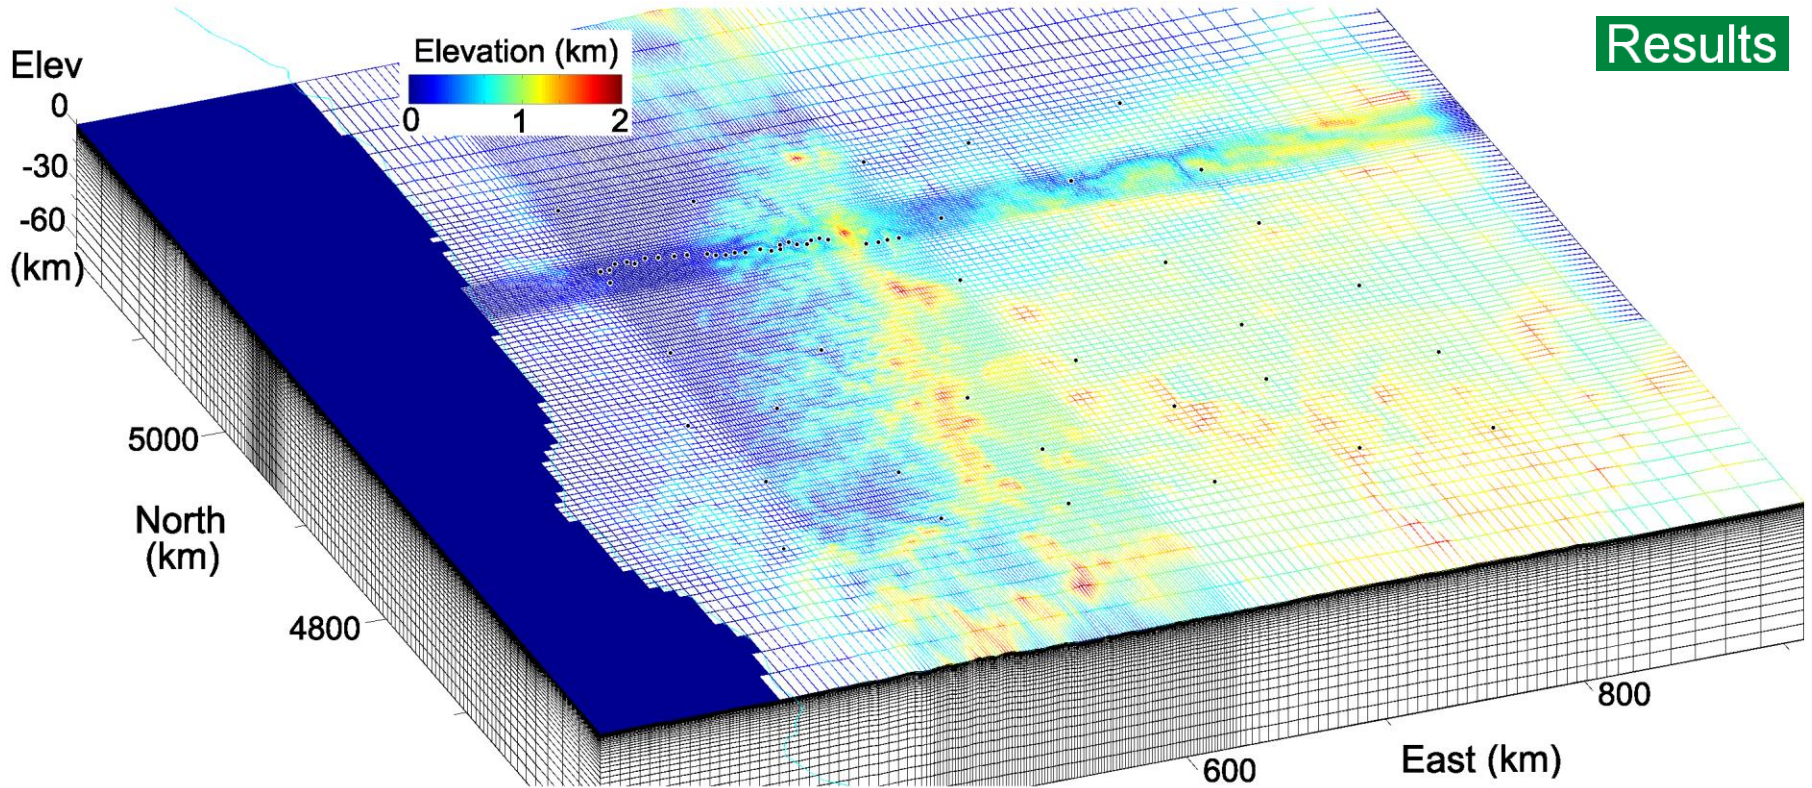 Results
Elevation (km)
0 1 2
Elev
0
-30
-60
(km)
5000
North
(km)
4800
600
800
East (km)